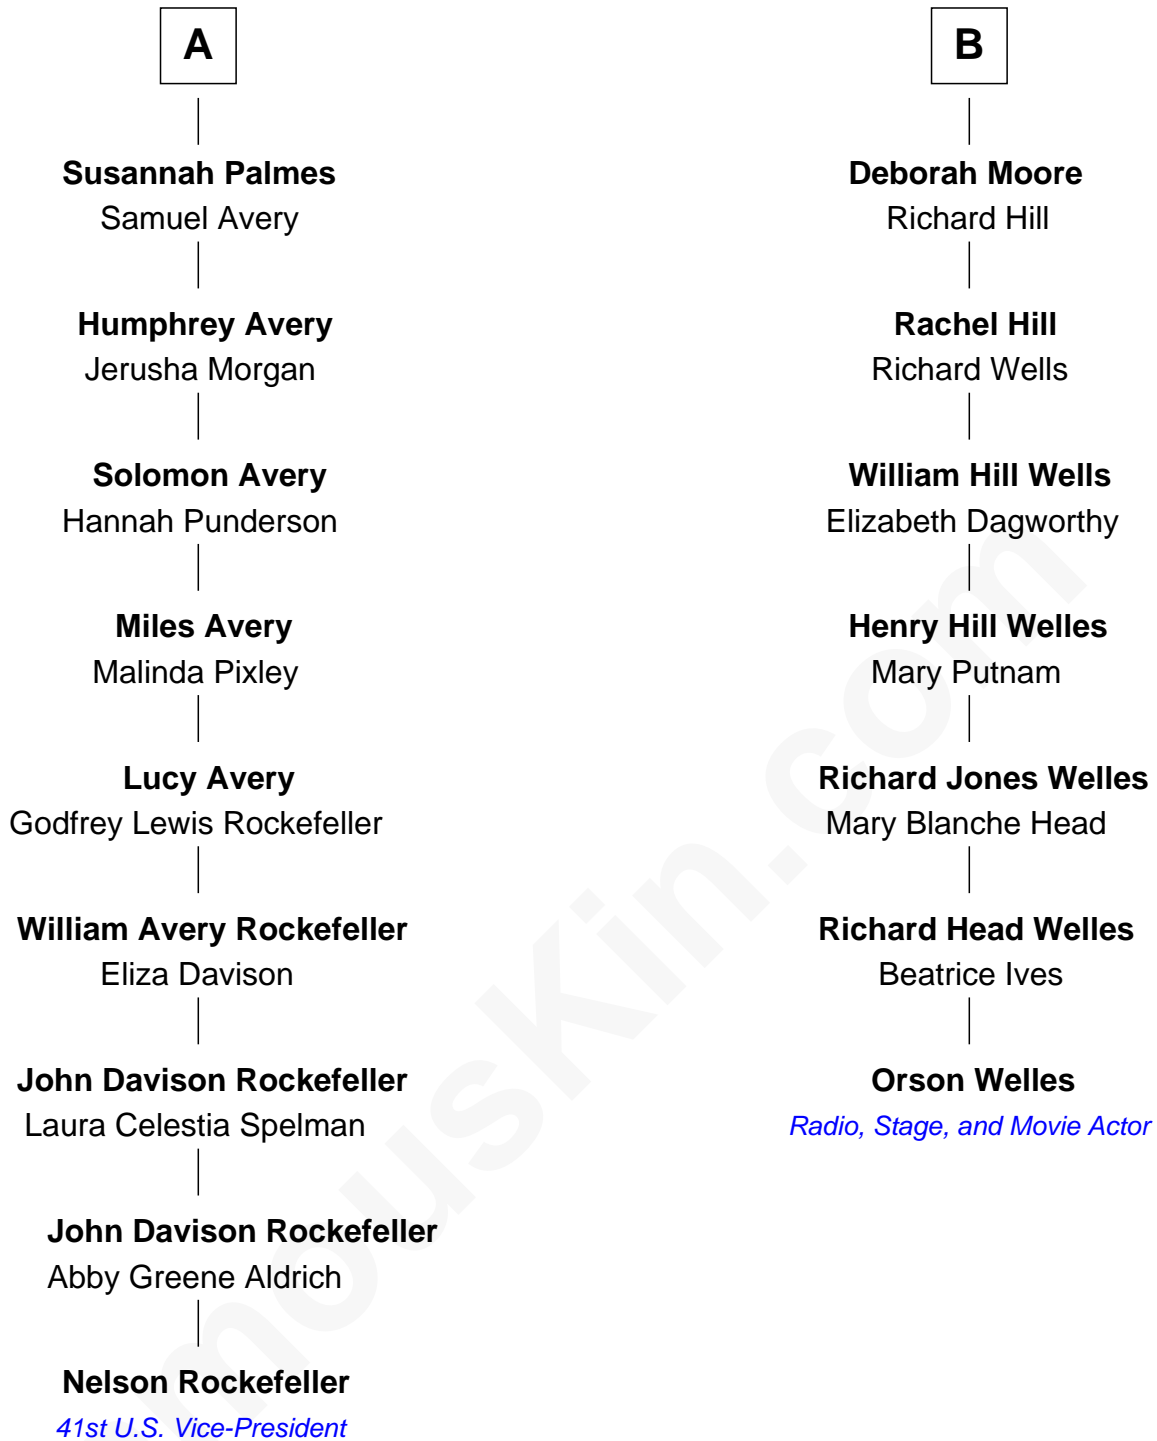 A
Susannah Palmes
Samuel Avery
Humphrey Avery
Jerusha Morgan
Solomon Avery
Hannah Punderson
Miles Avery
Malinda Pixley
Lucy Avery
Godfrey Lewis Rockefeller
William Avery Rockefeller
Eliza Davison
John Davison Rockefeller
Laura Celestia Spelman
John Davison Rockefeller
Abby Greene Aldrich
Nelson Rockefeller
41st U.S. Vice-President
B
Deborah Moore
Richard Hill
Rachel Hill
Richard Wells
William Hill Wells
Elizabeth Dagworthy
Henry Hill Welles
Mary Putnam
Richard Jones Welles
Mary Blanche Head
Richard Head Welles
Beatrice Ives
Orson Welles
Radio, Stage, and Movie Actor
mouskin.com